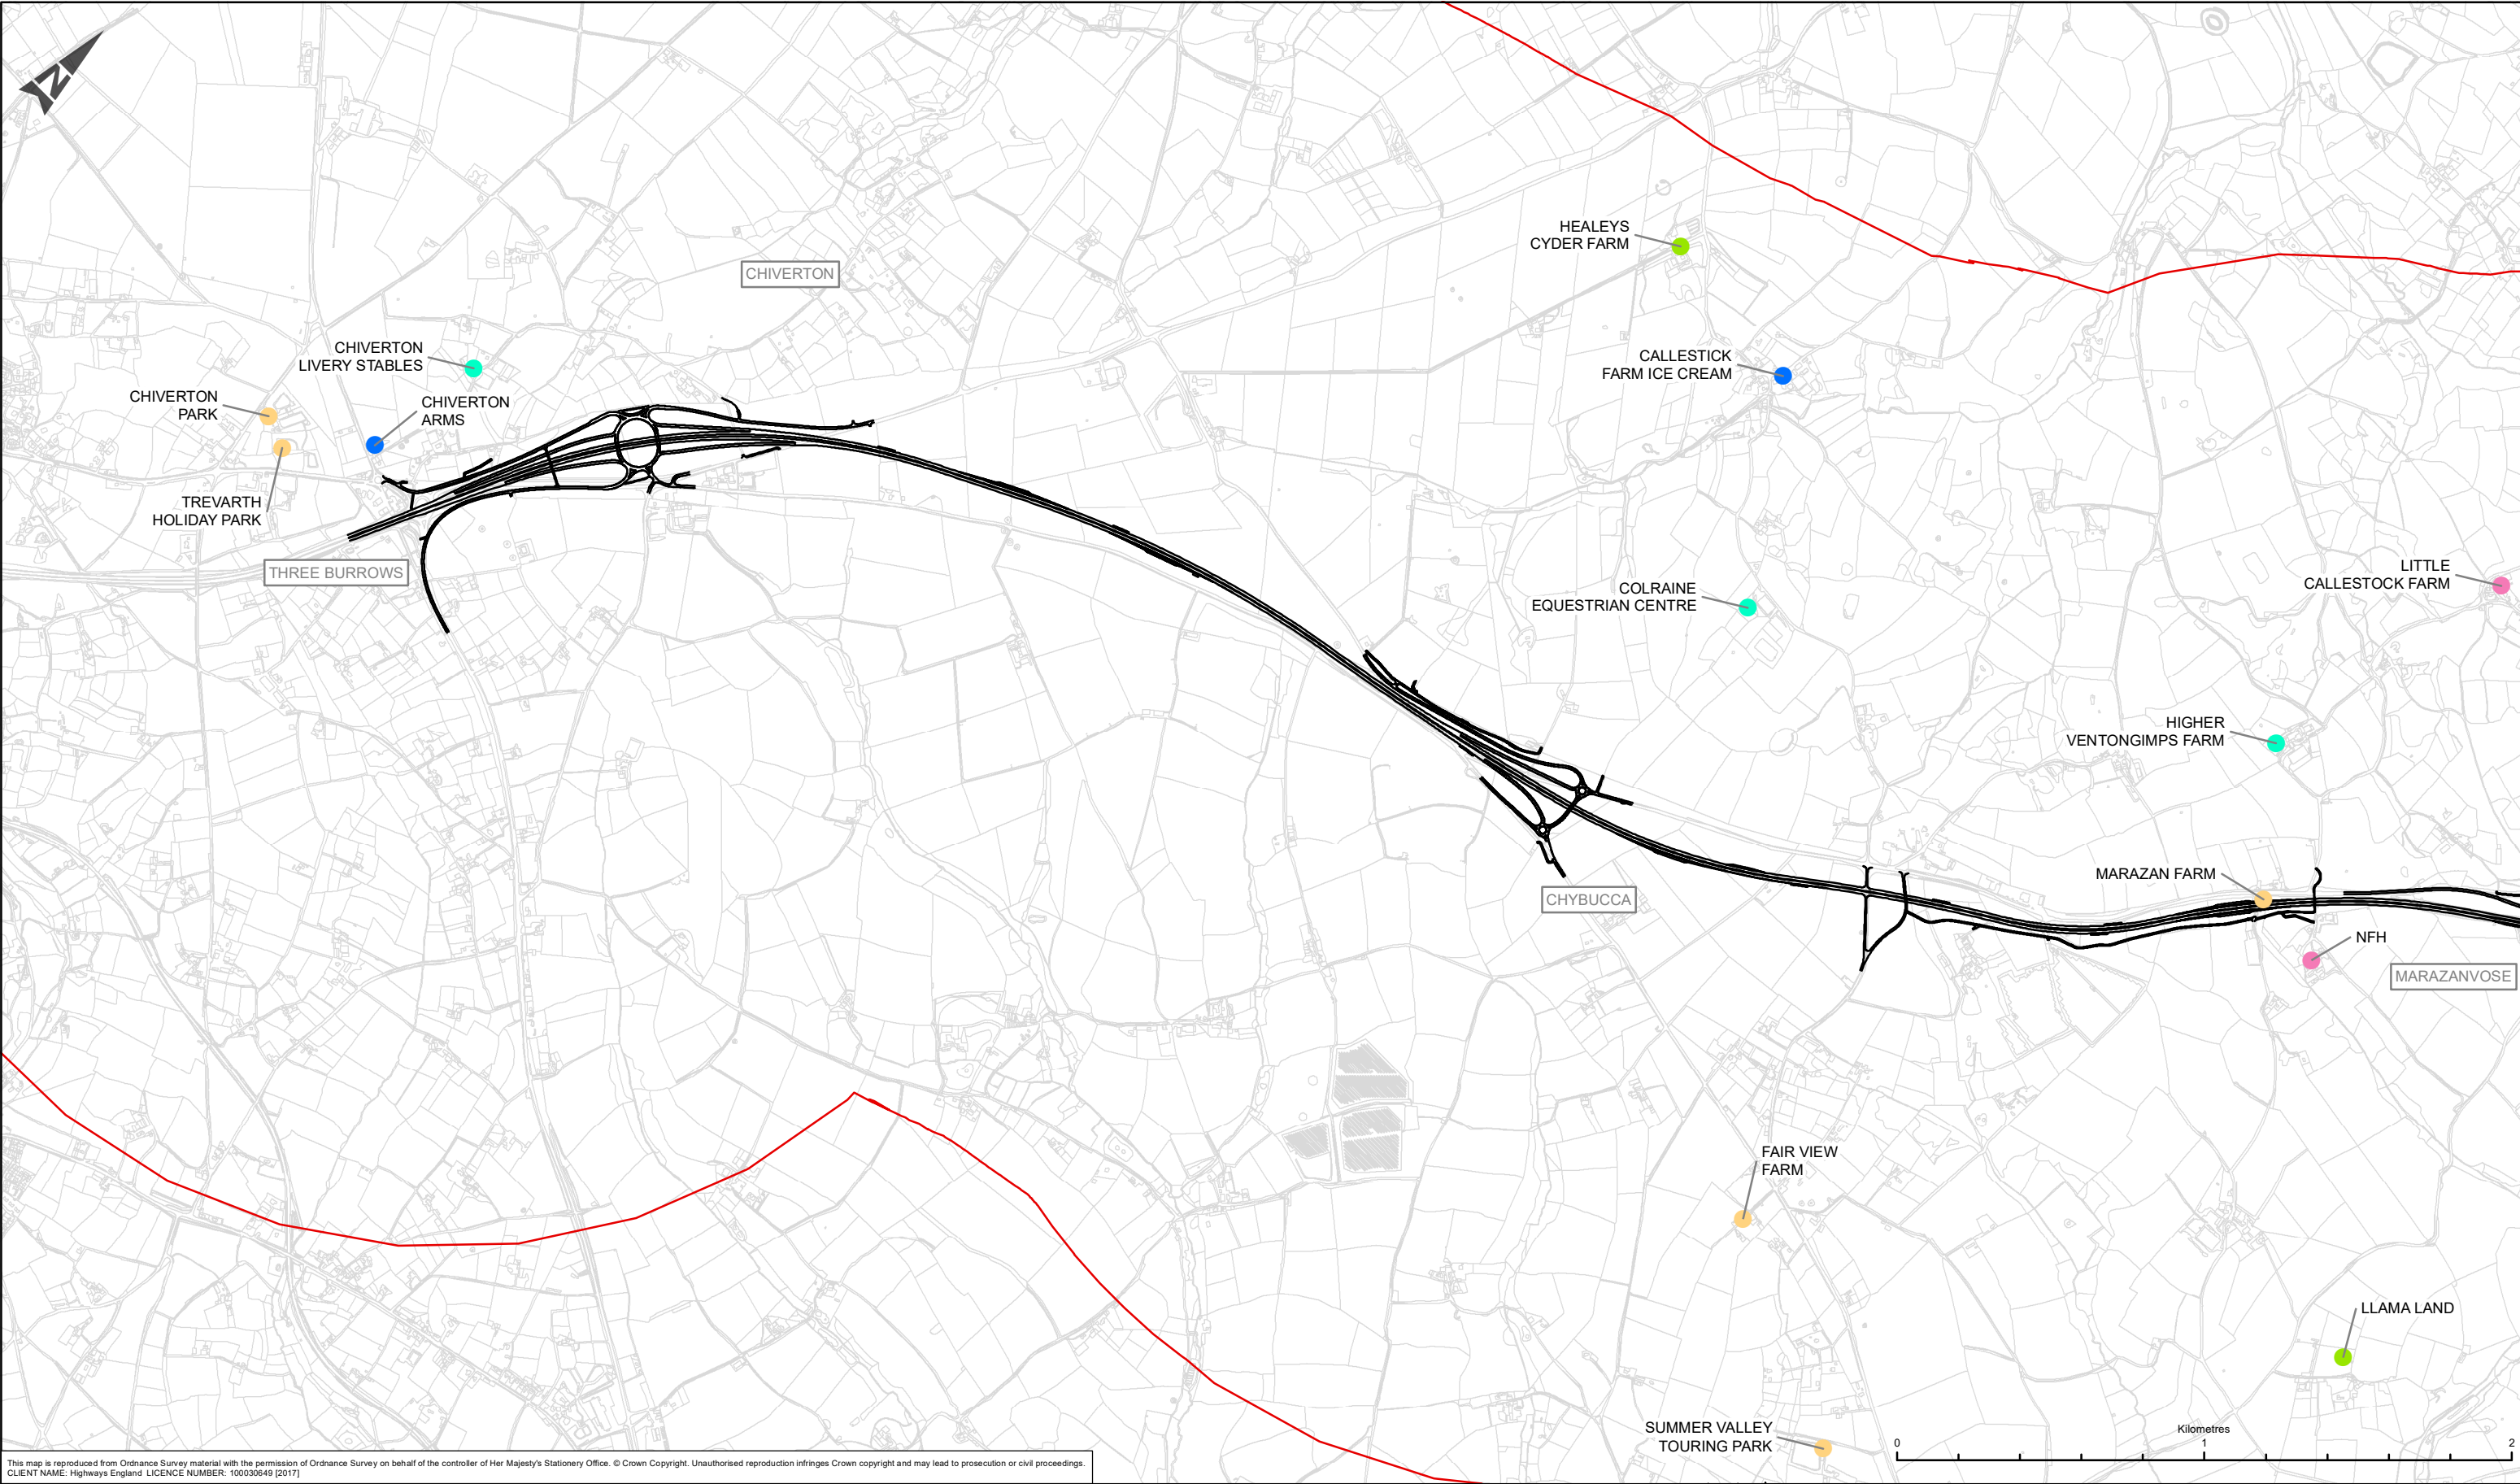 N
HEALEYS
CYDER FARM
CHIVERTON
CHIVERTON
LIVERY STABLES
CALLESTICK
FARM ICE CREAM
CHIVERTON
PARK
CHIVERTON
ARMS
TREVARTH
HOLIDAY PARK
THREE BURROWS
LITTLE
CALLESTOCK FARM
COLRAINE
EQUESTRIAN CENTRE
HIGHER
VENTONGIMPS FARM
MARAZAN FARM
CHYBUCCA
NFH
MARAZANVOSE
FAIR VIEW
FARM
LLAMA LAND
SUMMER VALLEY
TOURING PARK
Kilometres
0 1 2
This map is reproduced from Ordnance Survey material with the permission of Ordnance Survey on behalf of the controller of Her Majesty's Stationery Office. © Crown Copyright. Unauthorised reproduction infringes Crown copyright and may lead to prosecution or civil proceedings.
CLIENT NAME: Highways England LICENCE NUMBER: 100030649 [2017]